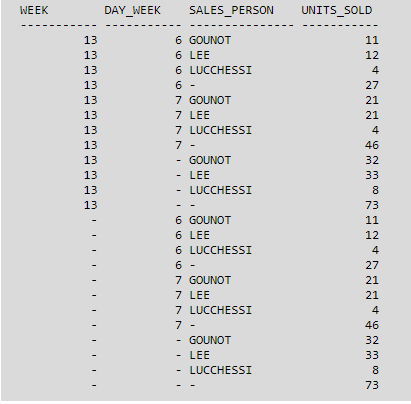 WEEK        DAY_WEEK    SALES_PERSON    UNITS_SOLD
----------- ----------- --------------- -----------
         13           6 GOUNOT                   11
         13           6 LEE                      12
         13           6 LUCCHESSI                 4
         13           6 -                        27
         13           7 GOUNOT                   21
         13           7 LEE                      21
         13           7 LUCCHESSI                 4
         13           7 -                        46
         13           - GOUNOT                   32
         13           - LEE                      33
         13           - LUCCHESSI                 8
         13           - -                        73
          -           6 GOUNOT                   11
          -           6 LEE                      12
          -           6 LUCCHESSI                 4
          -           6 -                        27
          -           7 GOUNOT                   21
          -           7 LEE                      21
          -           7 LUCCHESSI                 4
          -           7 -                        46
          -           - GOUNOT                   32
          -           - LEE                      33
          -           - LUCCHESSI                 8
          -           - -                        73